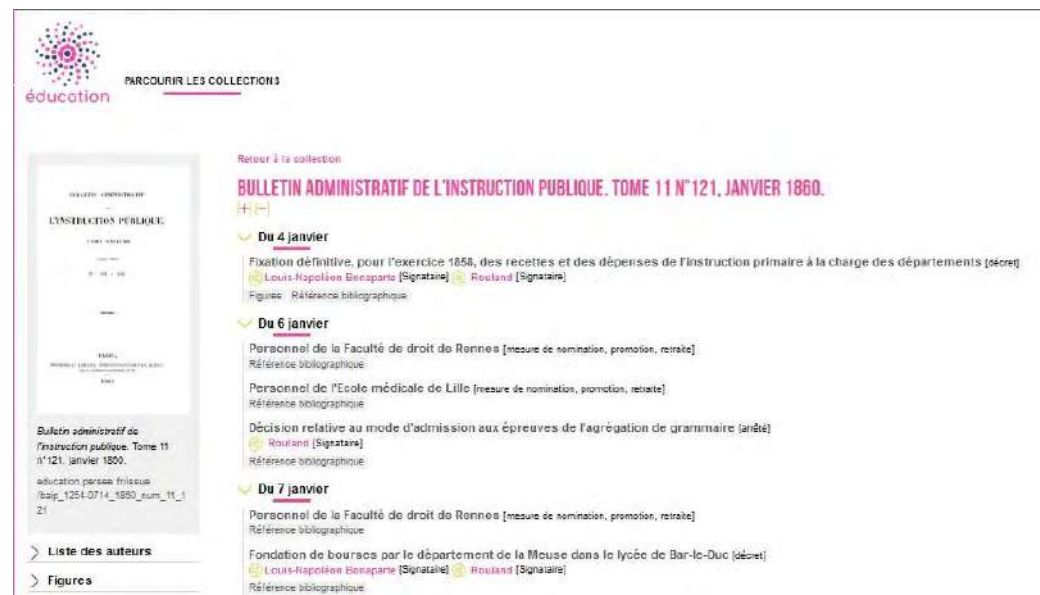 éducation
PARCOURIR LES COLLECTIONS
BULLETIN ADMINISTRATIF
L'INSTRUCTION PUBLIQUE.
PARIS,
Bulletin administratif de
l'instruction publique. Tome 11
n°121, janvier 1860.
education.persee.fr/issue
/baip_1254-0714_1860_num_11_1
21
Liste des auteurs
Figures
Retour à la collection
BULLETIN ADMINISTRATIF DE L'INSTRUCTION PUBLIQUE. TOME 11 N°121, JANVIER 1860.
[+] [−]
Du 4 janvier
Fixation définitive, pour l'exercice 1858, des recettes et des dépenses de l'instruction primaire à la charge des départements [décret]
Louis-Napoléon Bonaparte [Signataire] Rouland [Signataire]
Figures Référence bibliographique
Du 6 janvier
Personnel de la Faculté de droit de Rennes [mesure de nomination, promotion, retraite]
Référence bibliographique
Personnel de l'Ecole médicale de Lille [mesure de nomination, promotion, retraite]
Référence bibliographique
Décision relative au mode d'admission aux épreuves de l'agrégation de grammaire [arrêté]
Rouland [Signataire]
Référence bibliographique
Du 7 janvier
Personnel de la Faculté de droit de Rennes [mesure de nomination, promotion, retraite]
Référence bibliographique
Fondation de bourses par le département de la Meuse dans le lycée de Bar-le-Duc [décret]
Louis-Napoléon Bonaparte [Signataire] Rouland [Signataire]
Référence bibliographique